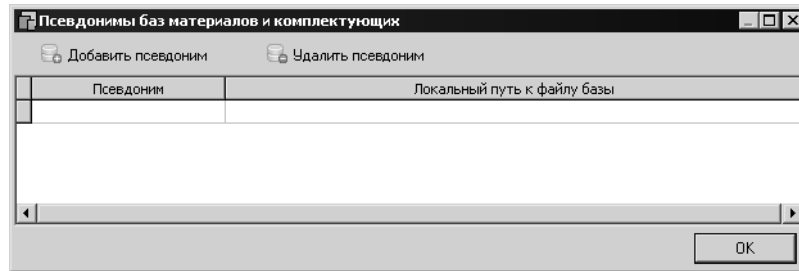 Псевдонимы баз материалов и комплектующих
Добавить псевдоним Удалить псевдоним
Псевдоним Локальный путь к файлу базы
OK